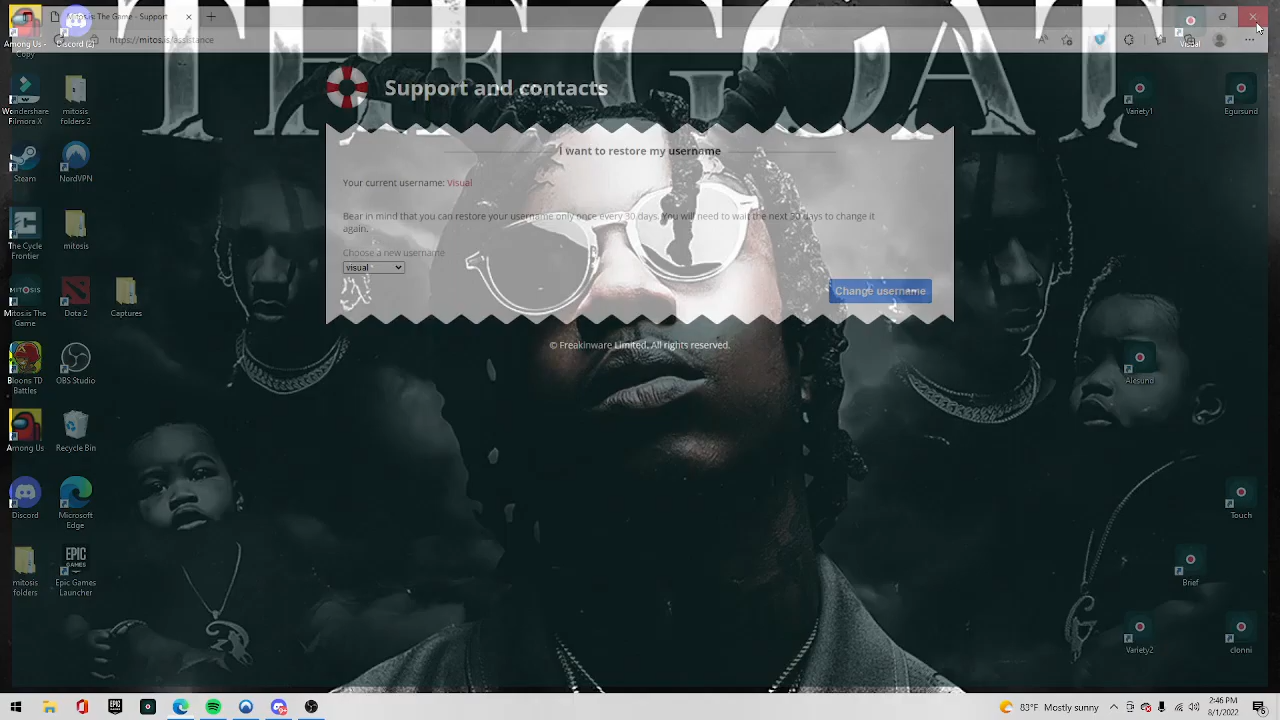 THE GOAT
Mitosis: The Game - Support
https://mitos.is/assistance
Among Us - Copy
Discord (2)
Visual
Support and contacts
Wondershare Filmora X
mitosis folders 2
Variety1
Egursund
I want to restore my username
Steam
NordVPN
Your current username: Visual
Bear in mind that you can restore your username only once every 30 days. You will need to wait the next 30 days to change it
again.
The Cycle Frontier
mitosis
Choose a new username
visual
Change username
Mitosis The Game
Dota 2
Captures
© Freakinware Limited. All rights reserved.
Bloons TD Battles
OBS Studio
Alesund
Among Us
Recycle Bin
Discord
Microsoft Edge
Touch
mitosis folders
EPIC GAMES
Epic Games Launcher
Brief
Variety2
clonni
83°F Mostly sunny
2:46 PM
8/1/2022